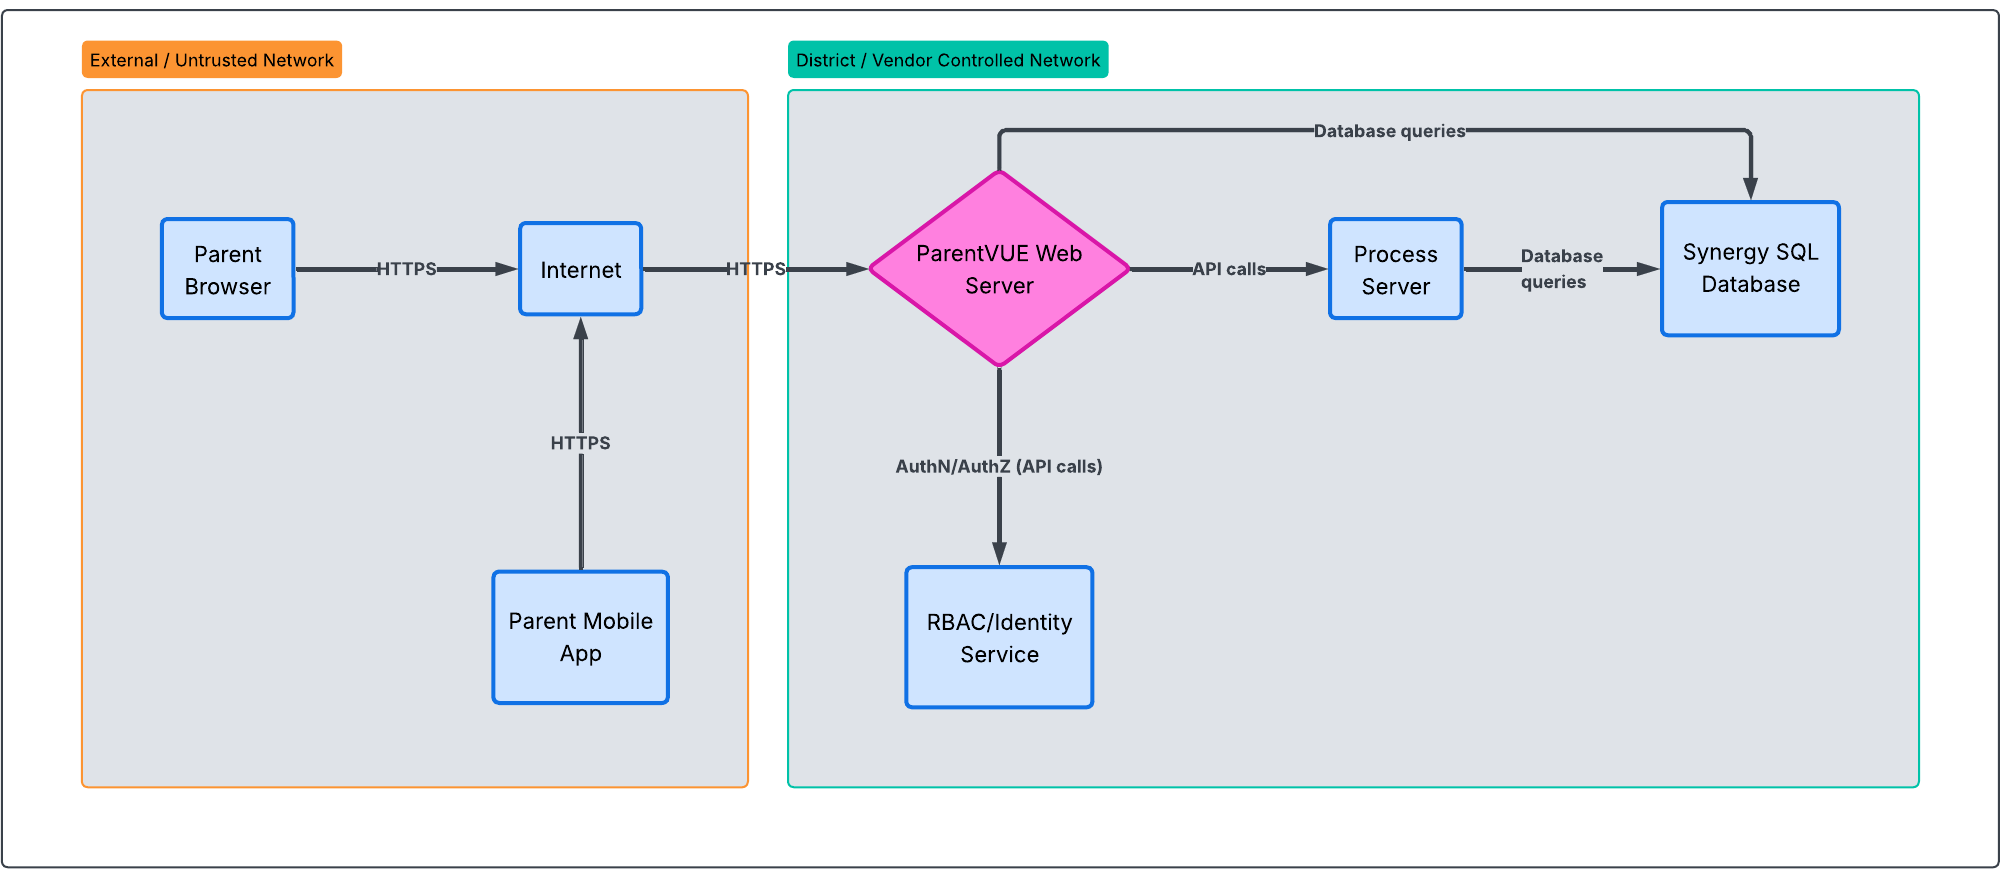 External / Untrusted Network
District / Vendor Controlled Network
Database queries
Parent
Browser
HTTPS
Internet
HTTPS
ParentVUE Web
Server
API calls
Process
Server
Database
queries
Synergy SQL
Database
HTTPS
AuthN/AuthZ (API calls)
Parent Mobile
App
RBAC/Identity
Service